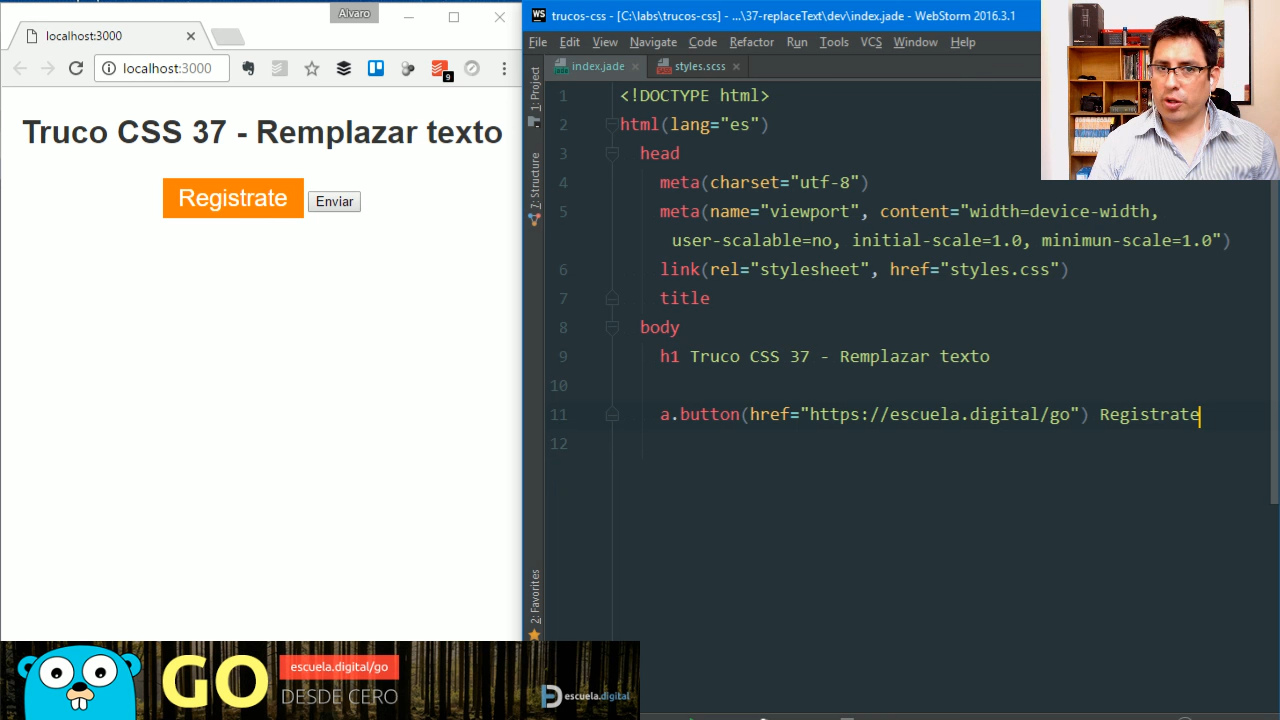 Alvaro
localhost:3000
localhost:3000
9
Truco CSS 37 - Remplazar texto
Registrate
Enviar
WS
trucos-css - [C:\labs\trucos-css] - ...\37-replaceText\dev\index.jade - WebStorm 2016.3.1
File Edit View Navigate Code Refactor Run Tools VCS Window Help
index.jade
styles.scss
1: Project
7: Structure
2: Favorites
1 <!DOCTYPE html>
2 html(lang="es")
3 head
4 meta(charset="utf-8")
5 meta(name="viewport", content="width=device-width,
user-scalable=no, initial-scale=1.0, minimun-scale=1.0")
6 link(rel="stylesheet", href="styles.css")
7 title
8 body
9 h1 Truco CSS 37 - Remplazar texto
10
11 a.button(href="https://escuela.digital/go") Registrate
12
GO
escuela.digital/go
DESDE CERO
escuela.digital